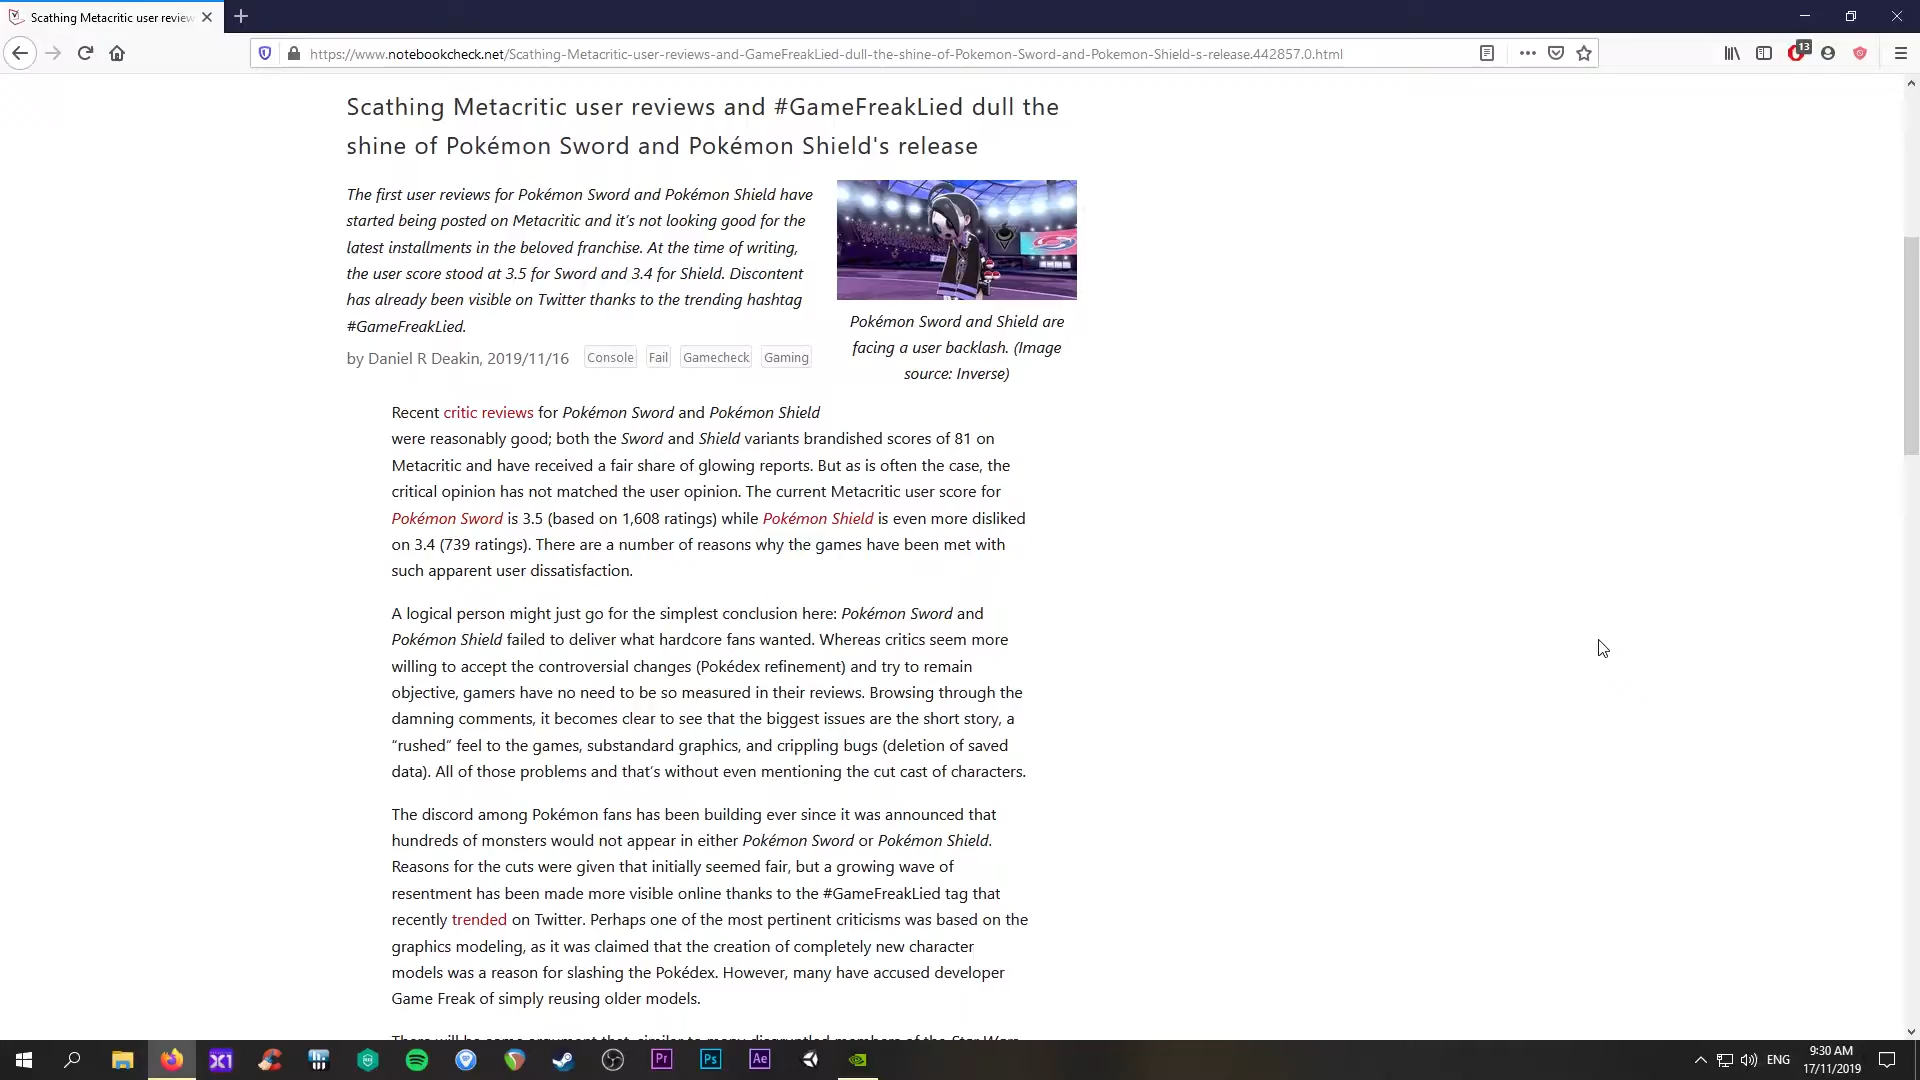 Scathing Metacritic user review
https://www.notebookcheck.net/Scathing-Metacritic-user-reviews-and-GameFreakLied-dull-the-shine-of-Pokemon-Sword-and-Pokemon-Shield-s-release.442857.0.html
13
Scathing Metacritic user reviews and #GameFreakLied dull the
shine of Pokémon Sword and Pokémon Shield's release
The first user reviews for Pokémon Sword and Pokémon Shield have
started being posted on Metacritic and it's not looking good for the
latest installments in the beloved franchise. At the time of writing,
the user score stood at 3.5 for Sword and 3.4 for Shield. Discontent
has already been visible on Twitter thanks to the trending hashtag
#GameFreakLied.
by Daniel R Deakin, 2019/11/16 Console Fail Gamecheck Gaming
Pokémon Sword and Shield are
facing a user backlash. (Image
source: Inverse)
Recent critic reviews for Pokémon Sword and Pokémon Shield
were reasonably good; both the Sword and Shield variants brandished scores of 81 on
Metacritic and have received a fair share of glowing reports. But as is often the case, the
critical opinion has not matched the user opinion. The current Metacritic user score for
Pokémon Sword is 3.5 (based on 1,608 ratings) while Pokémon Shield is even more disliked
on 3.4 (739 ratings). There are a number of reasons why the games have been met with
such apparent user dissatisfaction.
A logical person might just go for the simplest conclusion here: Pokémon Sword and
Pokémon Shield failed to deliver what hardcore fans wanted. Whereas critics seem more
willing to accept the controversial changes (Pokédex refinement) and try to remain
objective, gamers have no need to be so measured in their reviews. Browsing through the
damning comments, it becomes clear to see that the biggest issues are the short story, a
“rushed” feel to the games, substandard graphics, and crippling bugs (deletion of saved
data). All of those problems and that's without even mentioning the cut cast of characters.
The discord among Pokémon fans has been building ever since it was announced that
hundreds of monsters would not appear in either Pokémon Sword or Pokémon Shield.
Reasons for the cuts were given that initially seemed fair, but a growing wave of
resentment has been made more visible online thanks to the #GameFreakLied tag that
recently trended on Twitter. Perhaps one of the most pertinent criticisms was based on the
graphics modeling, as it was claimed that the creation of completely new character
models was a reason for slashing the Pokédex. However, many have accused developer
Game Freak of simply reusing older models.
There will be some argument that, similar to many disgruntled members of the Star Wars
X1
Pr
Ps
Ae
ENG
9:30 AM
17/11/2019